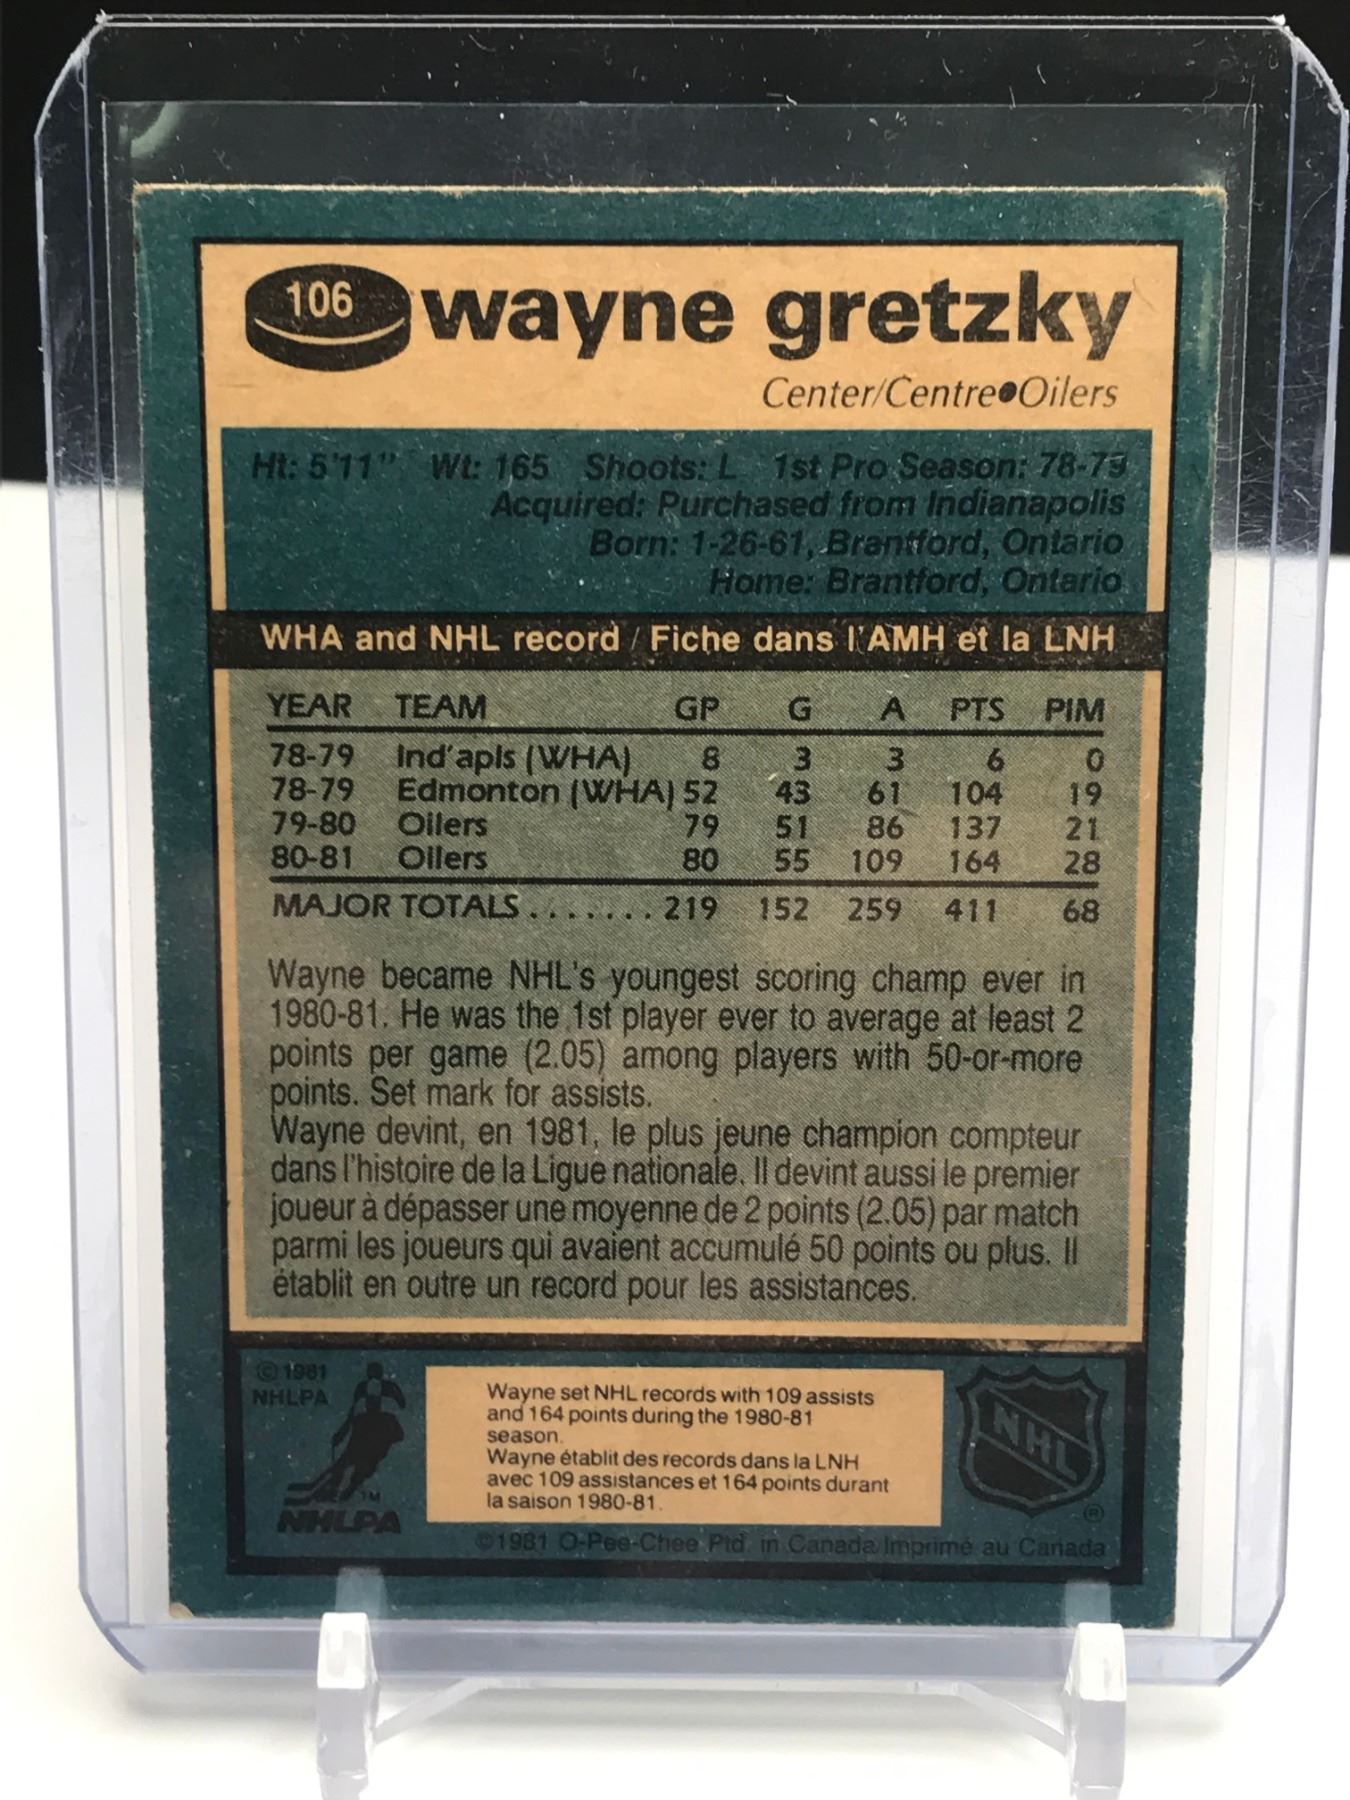 106 wayne gretzky
Center/Centre●Oilers
Ht: 5'11" Wt: 165 Shoots: L 1st Pro Season: 78-79
Acquired: Purchased from Indianapolis
Born: 1-26-61, Brantford, Ontario
Home: Brantford, Ontario
WHA and NHL record / Fiche dans l'AMH et la LNH
YEAR TEAM GP G A PTS PIM
78-79 Ind'apls (WHA) 8 3 3 6 0
78-79 Edmonton (WHA) 52 43 61 104 19
79-80 Oilers 79 51 86 137 21
80-81 Oilers 80 55 109 164 28
MAJOR TOTALS ....... 219 152 259 411 68
Wayne became NHL's youngest scoring champ ever in
1980-81. He was the 1st player ever to average at least 2
points per game (2.05) among players with 50-or-more
points. Set mark for assists.
Wayne devint, en 1981, le plus jeune champion compteur
dans l'histoire de la Ligue nationale. Il devint aussi le premier
joueur à dépasser une moyenne de 2 points (2.05) par match
parmi les joueurs qui avaient accumulé 50 points ou plus. Il
établit en outre un record pour les assistances.
© 1981
NHLPA
™
NHLPA
Wayne set NHL records with 109 assists
and 164 points during the 1980-81
season.
Wayne établit des records dans la LNH
avec 109 assistances et 164 points durant
la saison 1980-81.
NHL
®
©1981 O-Pee-Chee Ptd. in Canada Imprimé au Canada